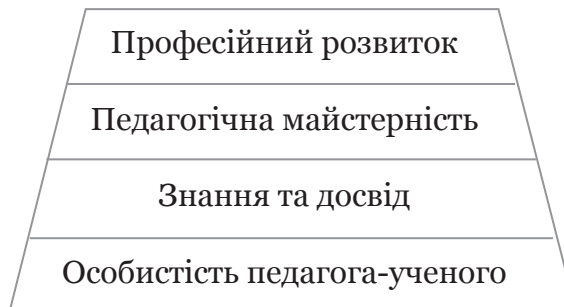 Професійний розвиток
Педагогічна майстерність
Знання та досвід
Особистість педагога-ученого